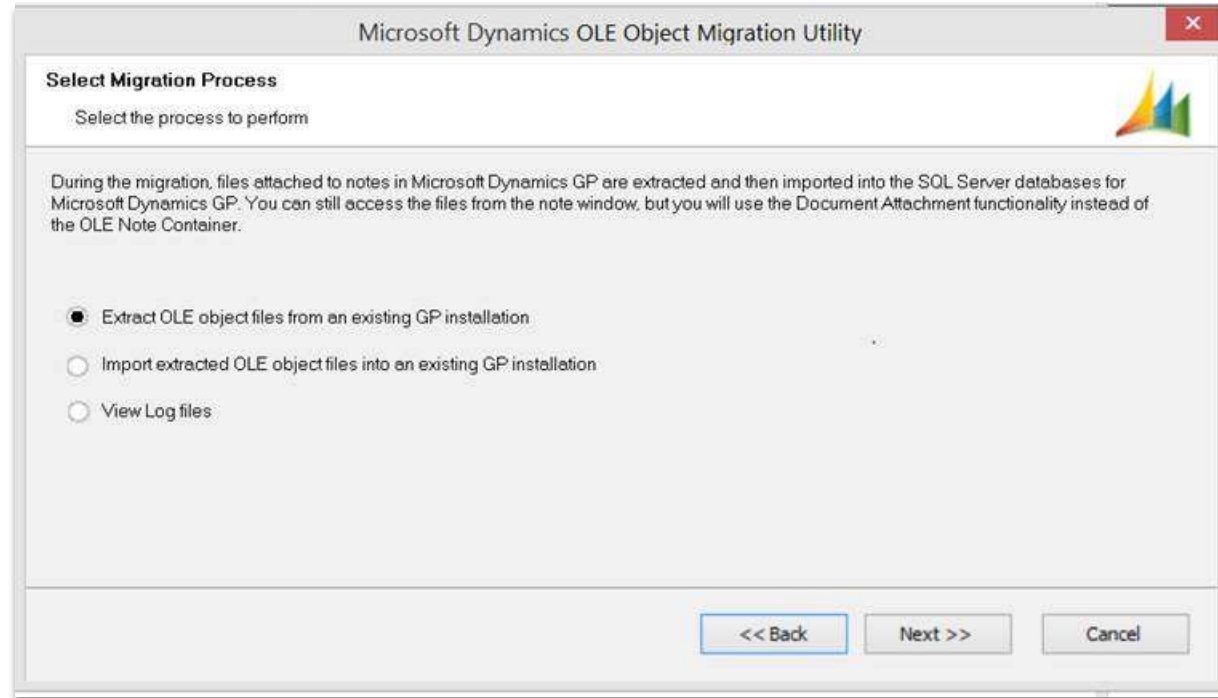 Microsoft Dynamics OLE Object Migration Utility
Select Migration Process
Select the process to perform
During the migration, files attached to notes in Microsoft Dynamics GP are extracted and then imported into the SQL Server databases for
Microsoft Dynamics GP. You can still access the files from the note window, but you will use the Document Attachment functionality instead of
the OLE Note Container.
Extract OLE object files from an existing GP installation
Import extracted OLE object files into an existing GP installation
View Log files
<< Back
Next >>
Cancel